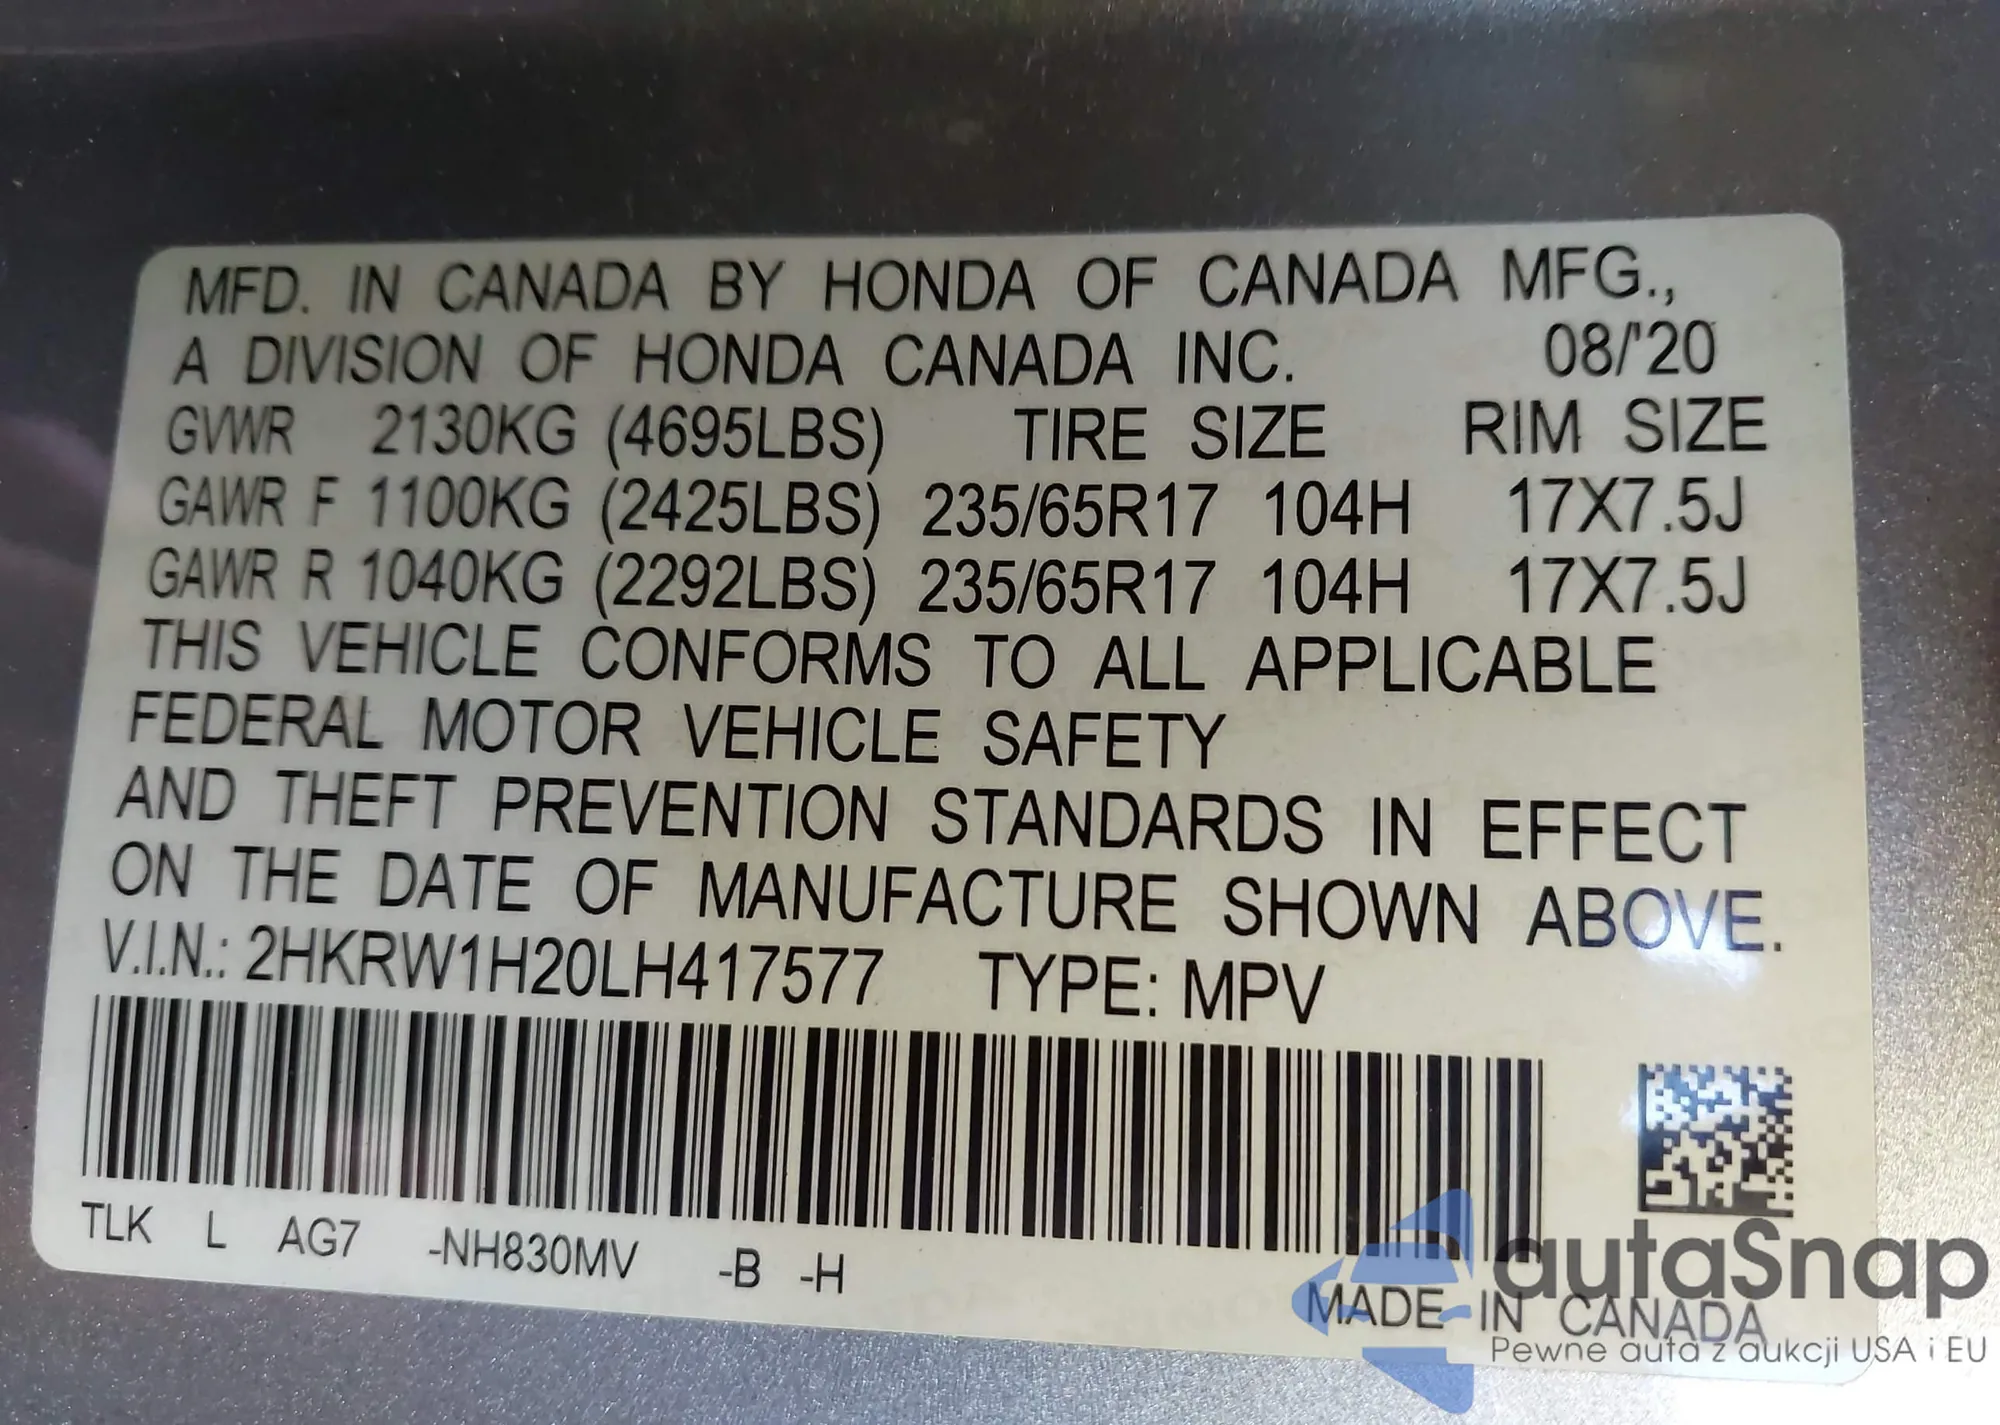 MFD. IN CANADA BY HONDA OF CANADA MFG.,
A DIVISION OF HONDA CANADA INC. 08/'20
GVWR 2130KG (4695LBS) TIRE SIZE RIM SIZE
GAWR F 1100KG (2425LBS) 235/65R17 104H 17X7.5J
GAWR R 1040KG (2292LBS) 235/65R17 104H 17X7.5J
THIS VEHICLE CONFORMS TO ALL APPLICABLE
FEDERAL MOTOR VEHICLE SAFETY
AND THEFT PREVENTION STANDARDS IN EFFECT
ON THE DATE OF MANUFACTURE SHOWN ABOVE.
V.I.N.: 2HKRW1H20LH417577 TYPE: MPV
TLK L AG7 -NH830MV -B -H
MADE IN CANADA
autaSnap
Pewne auta z aukcji USA i EU